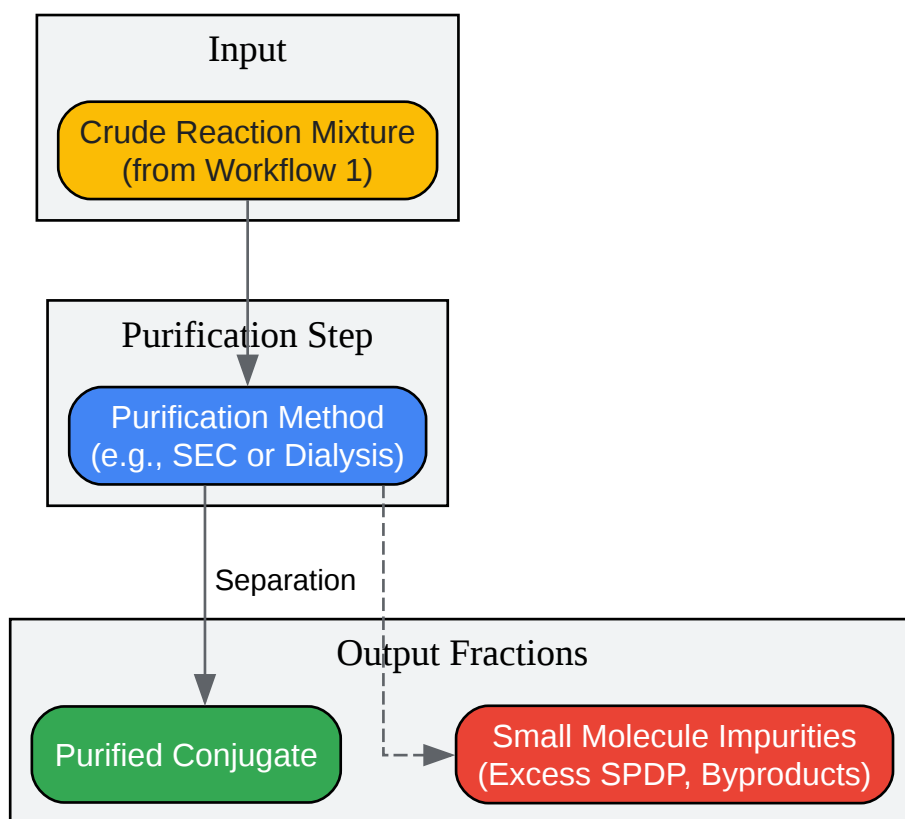 Input
Crude Reaction Mixture
(from Workflow 1)
Purification Step
Purification Method
(e.g., SEC or Dialysis)
Separation
Output Fractions
Purified Conjugate
Small Molecule Impurities
(Excess SPDP, Byproducts)